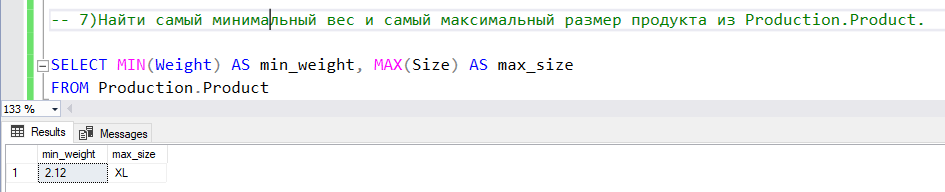 -- 7)Найти самый минимальный вес и самый максимальный размер продукта из Production.Product.
SELECT MIN(Weight) AS min_weight, MAX(Size) AS max_size
FROM Production.Product
133 %
Results Messages
min_weight max_size
1 2.12 XL